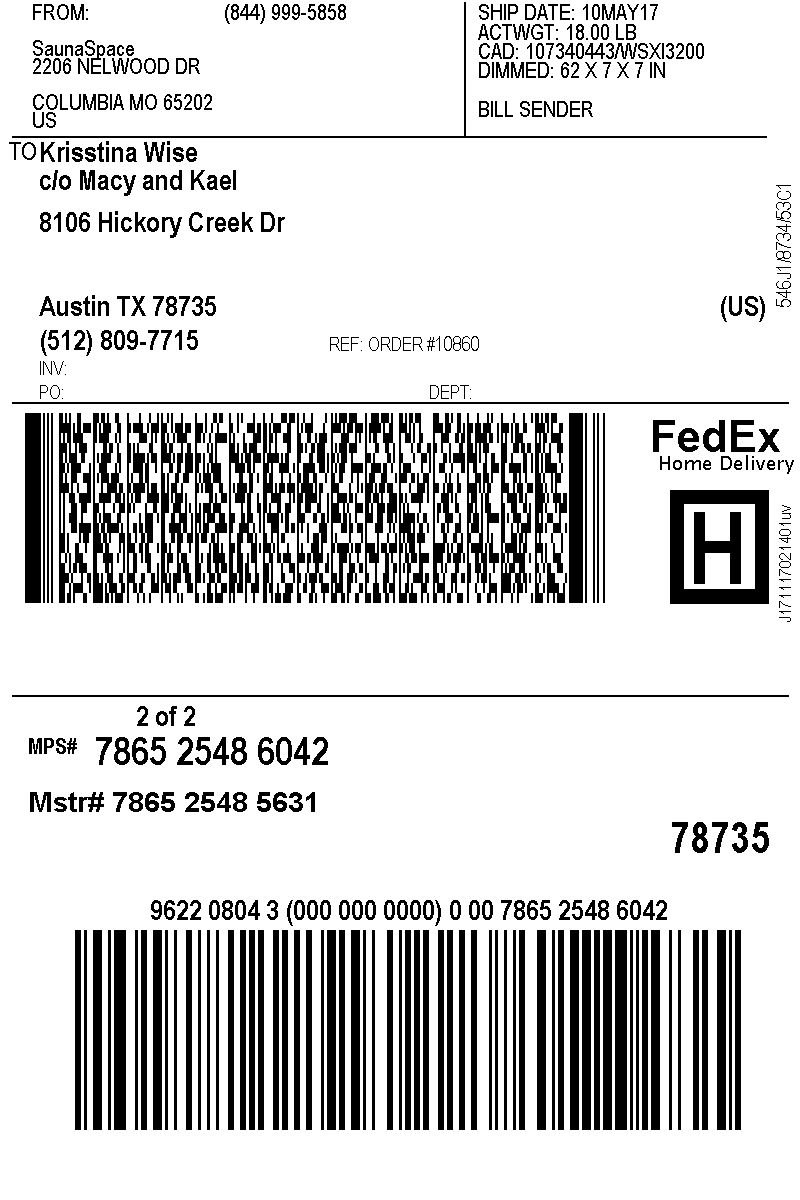 FROM: (844) 999-5858
SaunaSpace
2206 NELWOOD DR
COLUMBIA MO 65202
US
SHIP DATE: 10MAY17
ACTWGT: 18.00 LB
CAD: 107340443/WSXI3200
DIMMED: 62 X 7 X 7 IN
BILL SENDER
TO Krisstina Wise
c/o Macy and Kael
8106 Hickory Creek Dr
Austin TX 78735 (US)
(512) 809-7715 REF: ORDER #10860
INV:
PO: DEPT:
546J1/8734/53C1
FedEx
Home Delivery
H
J171117021401uv
2 of 2
MPS# 7865 2548 6042
Mstr# 7865 2548 5631
78735
9622 0804 3 (000 000 0000) 0 00 7865 2548 6042